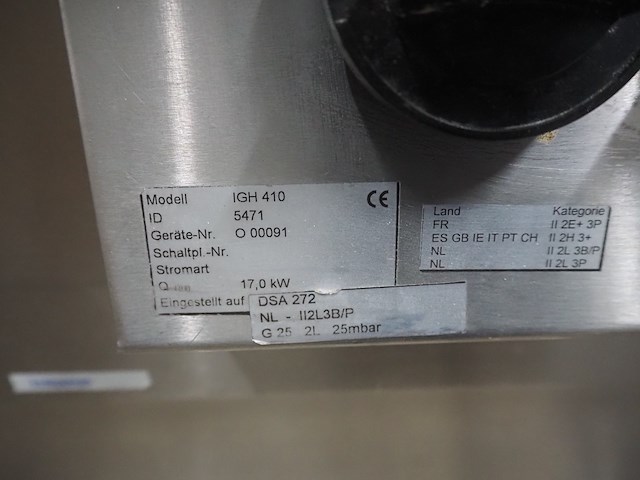 Modell IGH 410 CE
ID 5471
Geräte-Nr. O 00091
Schaltpl.-Nr.
Stromart
Q 17,0 kW
Eingestellt auf
DSA 272
NL - II2L3B/P
G 25 2L 25mbar
Land Kategorie
FR II 2E+ 3P
ES GB IE IT PT CH II 2H 3+
NL II 2L 3B/P
NL II 2L 3P